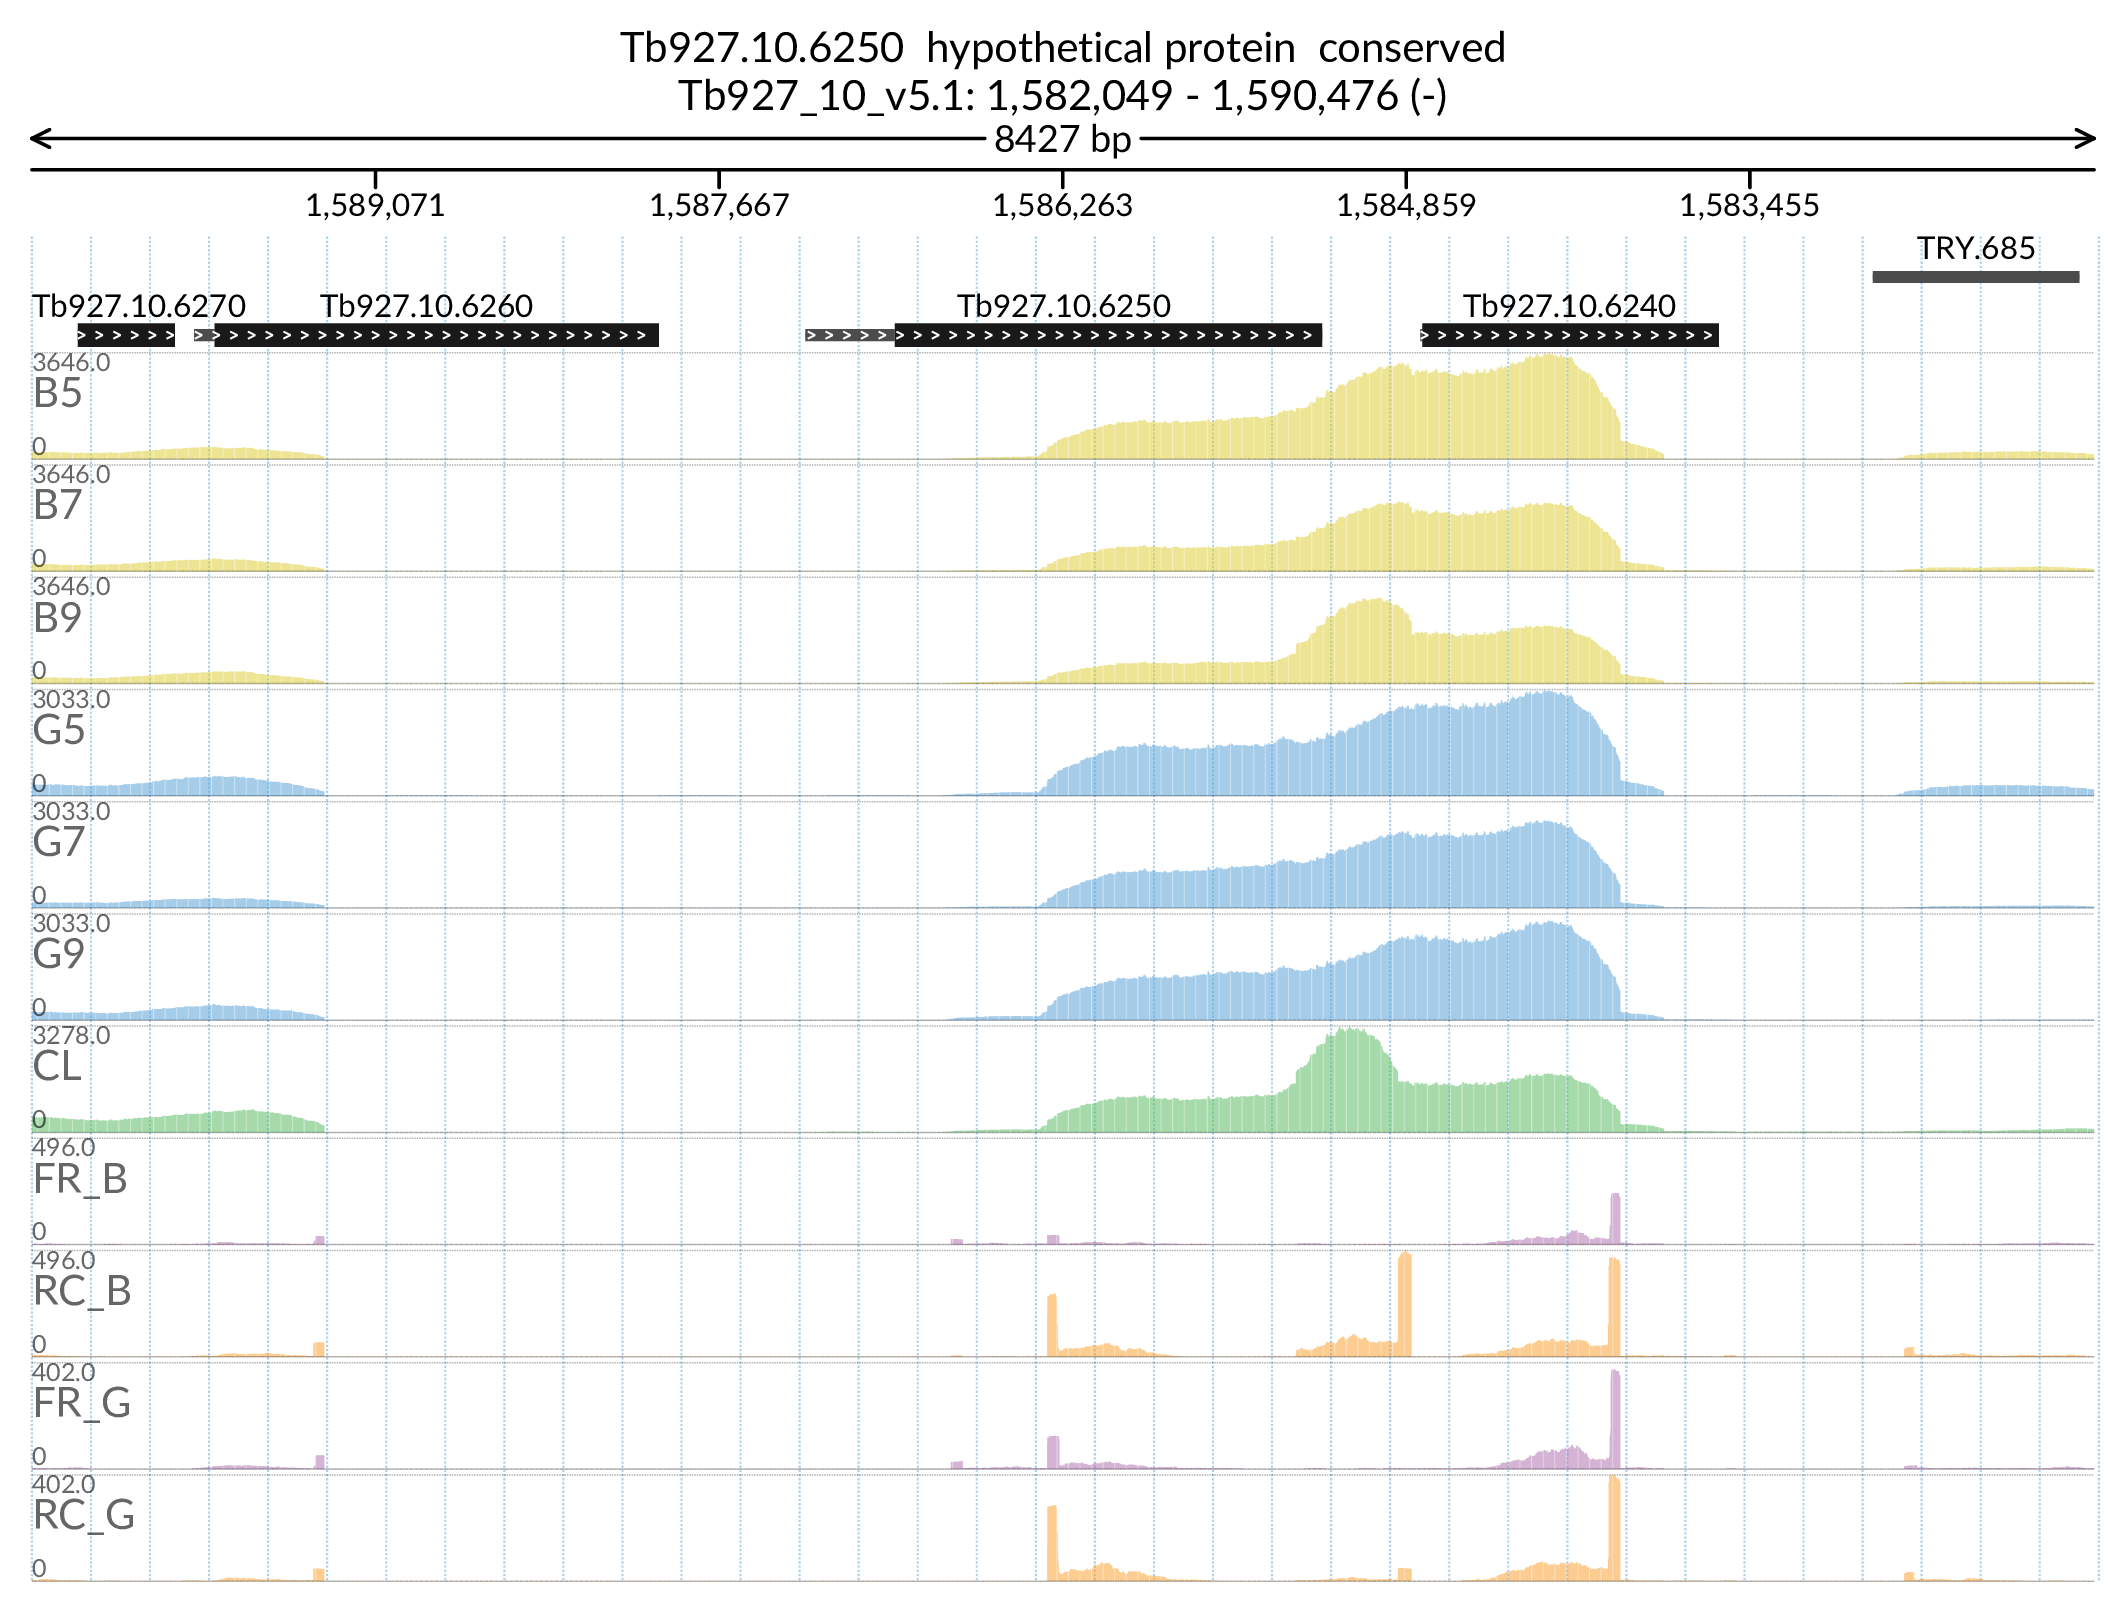 Tb927.10.6250  hypothetical protein  conserved
Tb927_10_v5.1: 1,582,049 - 1,590,476 (-)
8427 bp
1,589,071 1,587,667 1,586,263 1,584,859 1,583,455
TRY.685
Tb927.10.6270 Tb927.10.6260 Tb927.10.6250 Tb927.10.6240
3646.0
B5
0
3646.0
B7
0
3646.0
B9
0
3033.0
G5
0
3033.0
G7
0
3033.0
G9
0
3278.0
CL
0
496.0
FR_B
0
496.0
RC_B
0
402.0
FR_G
0
402.0
RC_G
0